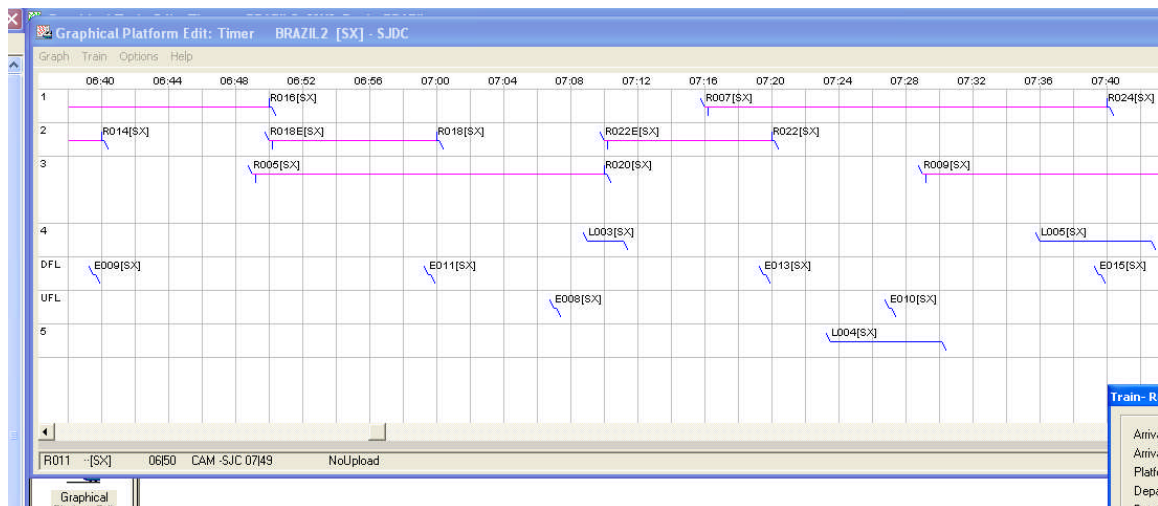 Graphical Platform Edit: Timer BRAZIL2 [SX] - SJDC
Graph Train Options Help
06:40 06:44 06:48 06:52 06:56 07:00 07:04 07:08 07:12 07:16 07:20 07:24 07:28 07:32 07:36 07:40
1 R016[SX] R007[SX] R024[SX]
2 R014[SX] R018E[SX] R018[SX] R022E[SX] R022[SX]
3 R005[SX] R020[SX] R009[SX]
4 L003[SX] L005[SX]
DFL E009[SX] E011[SX] E013[SX] E015[SX]
UFL E008[SX] E010[SX]
5 L004[SX]
Train- R
Arriva
Arriva
Platfo
Depa
R011 --[SX] 06|50 CAM -SJC 07|49 NoUpload
Graphical